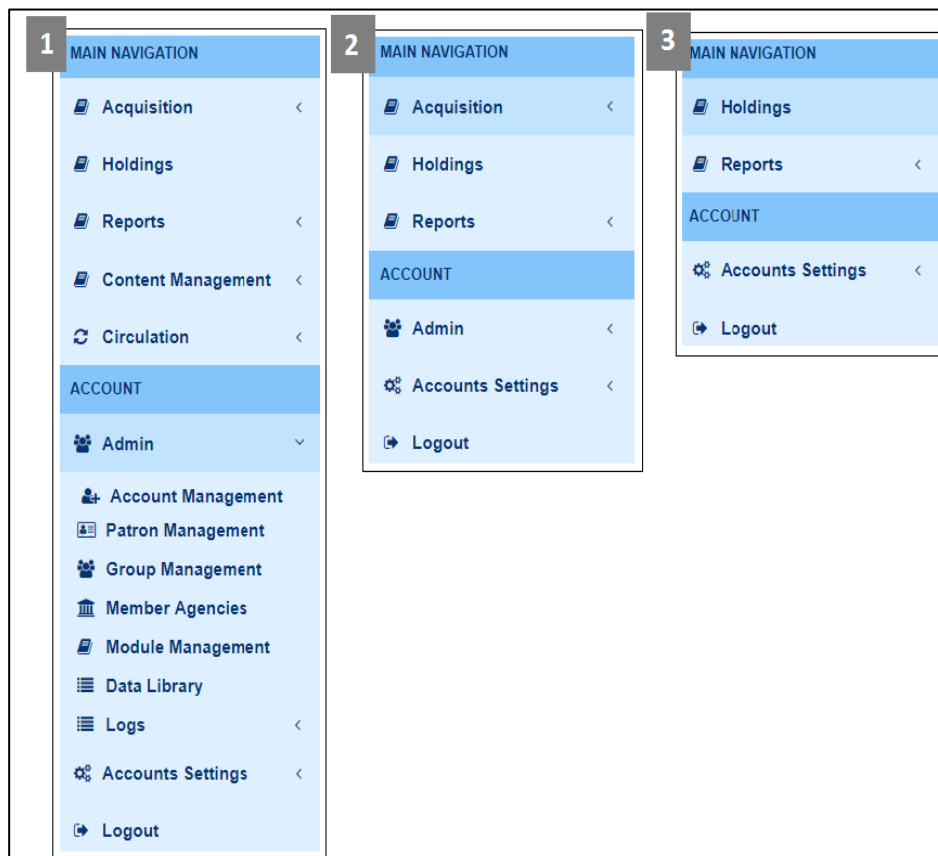 1
MAIN NAVIGATION
Acquisition
Holdings
Reports
Content Management
Circulation
ACCOUNT
Admin
Account Management
Patron Management
Group Management
Member Agencies
Module Management
Data Library
Logs
Accounts Settings
Logout
2
MAIN NAVIGATION
Acquisition
Holdings
Reports
ACCOUNT
Admin
Accounts Settings
Logout
3
MAIN NAVIGATION
Holdings
Reports
ACCOUNT
Accounts Settings
Logout